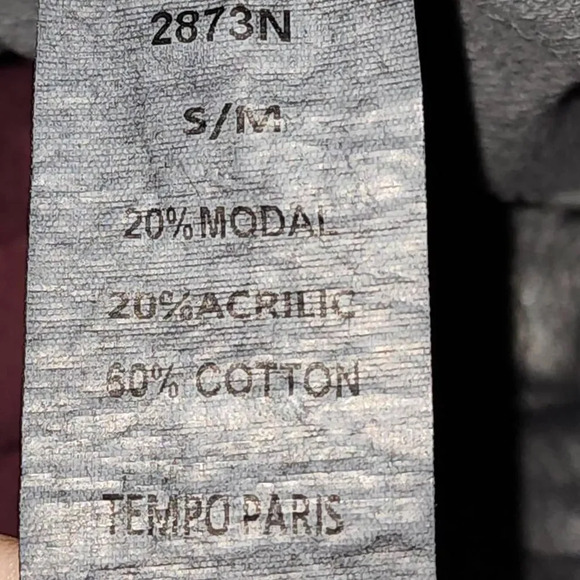 2873N
S/M
20%MODAL
20%ACRILIC
60% COTTON
TEMPO PARIS